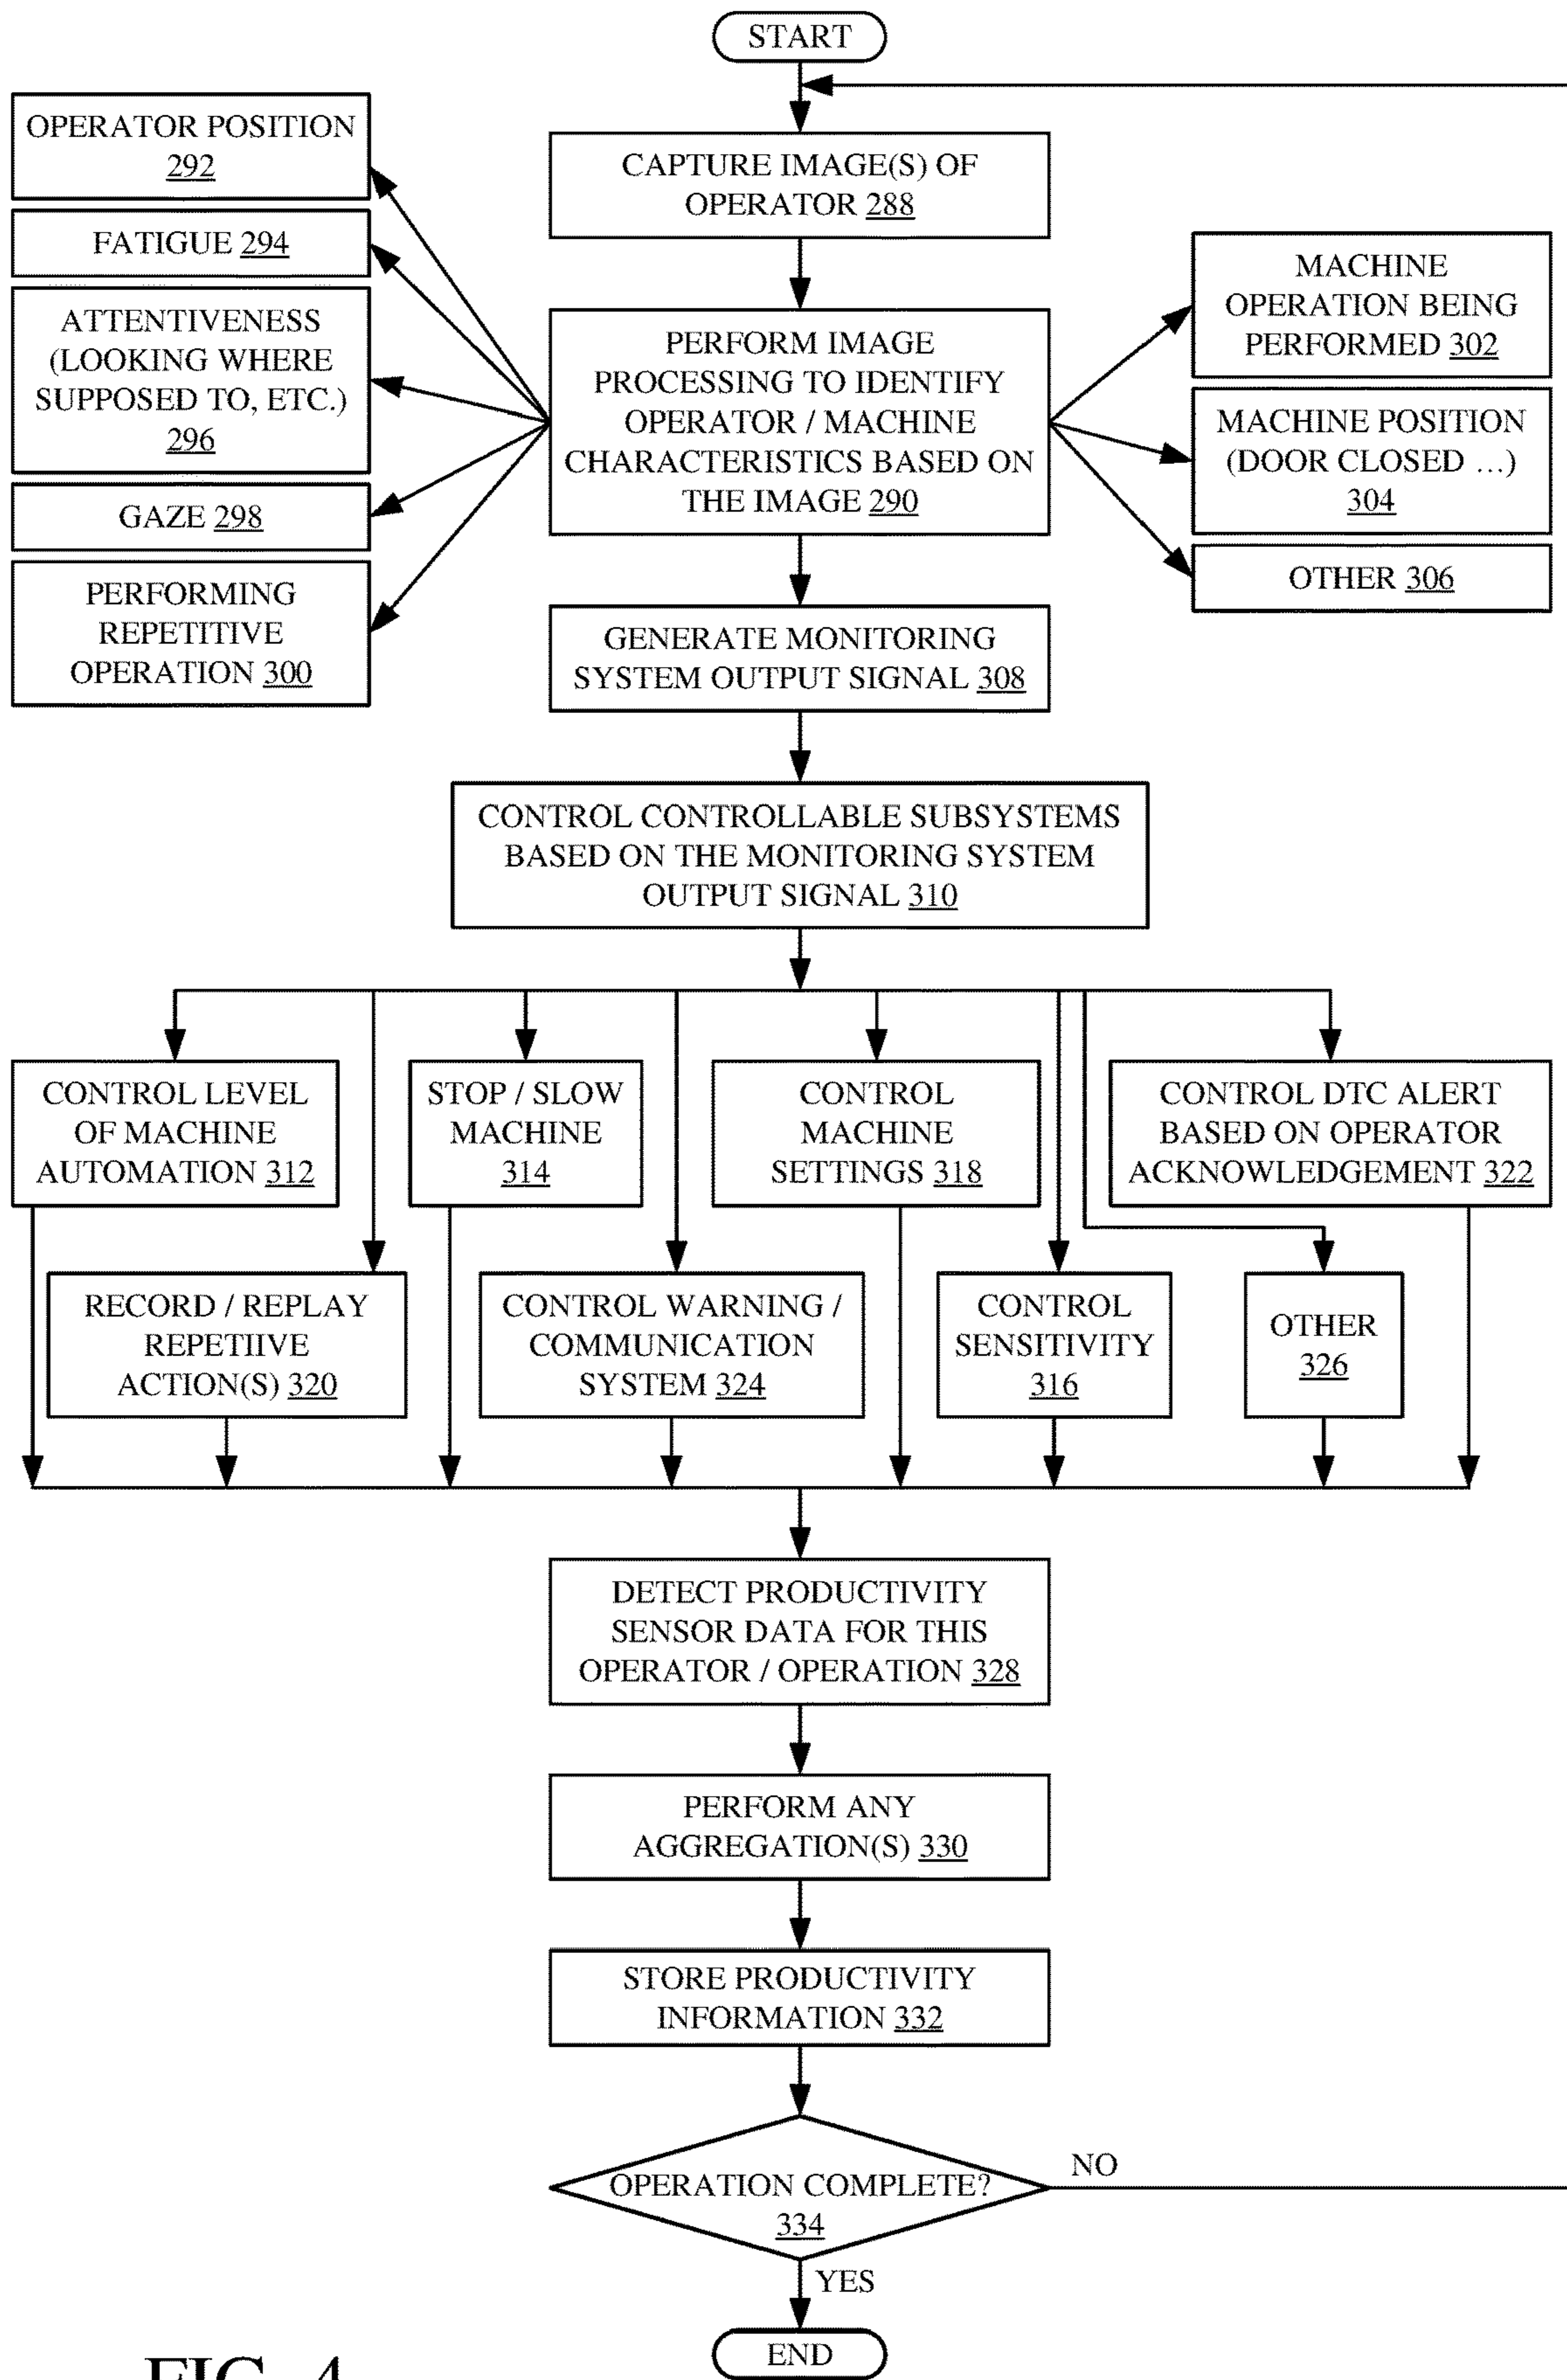 START
CAPTURE IMAGE(S) OF
OPERATOR 288
OPERATOR POSITION
292
FATIGUE 294
ATTENTIVENESS
(LOOKING WHERE
SUPPOSED TO, ETC.)
296
GAZE 298
PERFORMING
REPETITIVE
OPERATION 300
PERFORM IMAGE
PROCESSING TO IDENTIFY
OPERATOR / MACHINE
CHARACTERISTICS BASED ON
THE IMAGE 290
MACHINE
OPERATION BEING
PERFORMED 302
MACHINE POSITION
(DOOR CLOSED ...)
304
OTHER 306
GENERATE MONITORING
SYSTEM OUTPUT SIGNAL 308
CONTROL CONTROLLABLE SUBSYSTEMS
BASED ON THE MONITORING SYSTEM
OUTPUT SIGNAL 310
CONTROL LEVEL
OF MACHINE
AUTOMATION 312
STOP / SLOW
MACHINE
314
CONTROL
MACHINE
SETTINGS 318
CONTROL DTC ALERT
BASED ON OPERATOR
ACKNOWLEDGEMENT 322
RECORD / REPLAY
REPETIIVE
ACTION(S) 320
CONTROL WARNING /
COMMUNICATION
SYSTEM 324
CONTROL
SENSITIVITY
316
OTHER
326
DETECT PRODUCTIVITY
SENSOR DATA FOR THIS
OPERATOR / OPERATION 328
PERFORM ANY
AGGREGATION(S) 330
STORE PRODUCTIVITY
INFORMATION 332
OPERATION COMPLETE?
334
NO
YES
END
FIG. 4